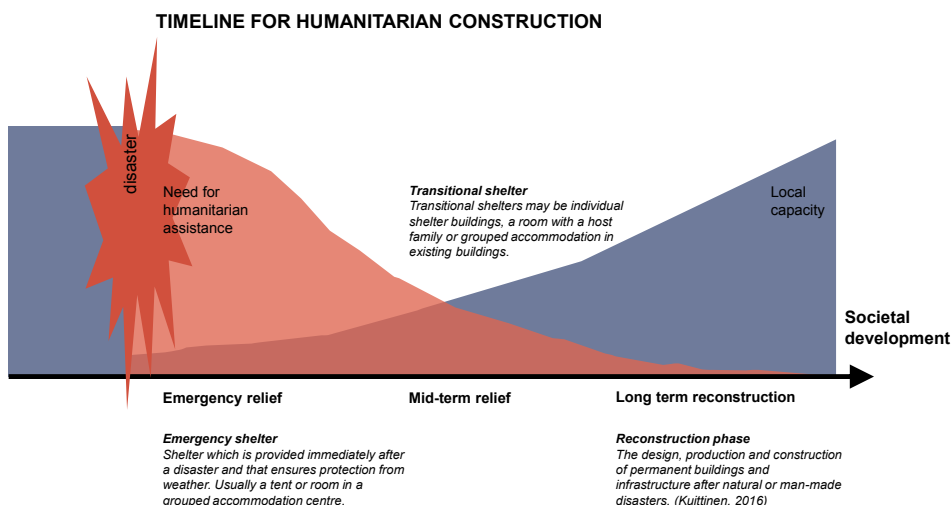 TIMELINE FOR HUMANITARIAN CONSTRUCTION
disaster
Need for
humanitarian
assistance
Transitional shelter
Transitional shelters may be individual
shelter buildings, a room with a host
family or grouped accommodation in
existing buildings.
Local
capacity
Societal
development
Emergency relief
Mid-term relief
Long term reconstruction
Emergency shelter
Shelter which is provided immediately after
a disaster and that ensures protection from
weather. Usually a tent or room in a
grouped accommodation centre.
Reconstruction phase
The design, production and construction
of permanent buildings and
infrastructure after natural or man-made
disasters. (Kuittinen, 2016)